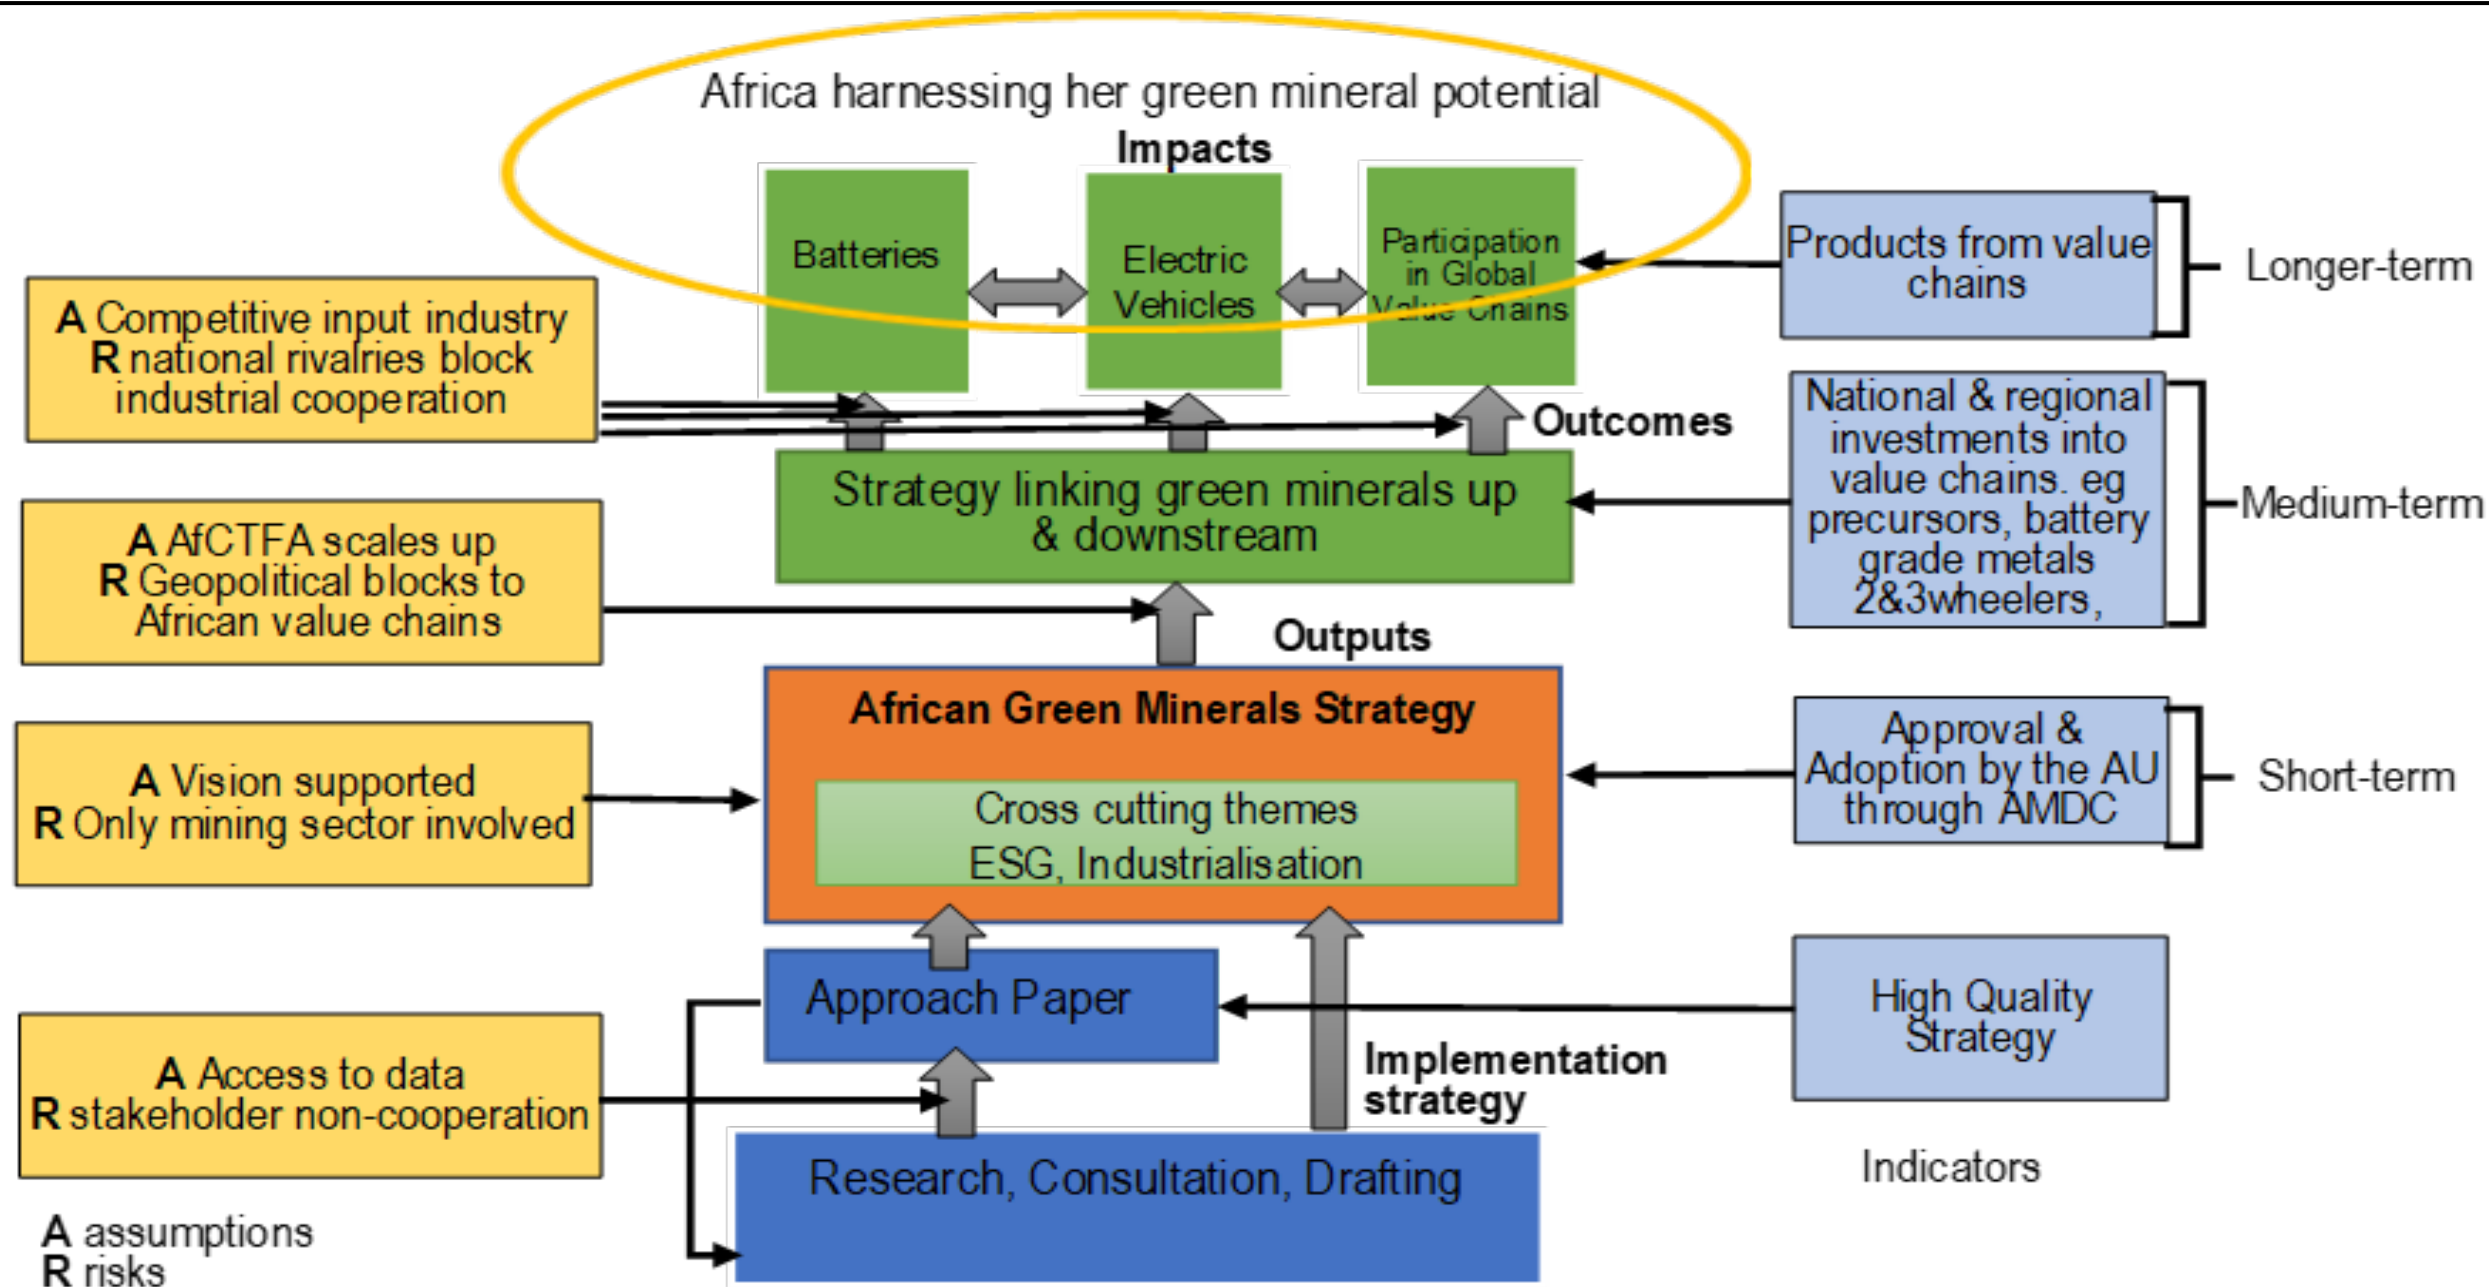 Africa harnessing her green mineral potential
Impacts
Batteries
Electric
Vehicles
Participation
in Global
Value Chains
Products from value
chains
Longer-term
A Competitive input industry
R national rivalries block
industrial cooperation
Outcomes
National & regional
investments into
value chains. eg
precursors, battery
grade metals
2&3wheelers,
Medium-term
Strategy linking green minerals up
& downstream
A AfCTFA scales up
R Geopolitical blocks to
African value chains
Outputs
African Green Minerals Strategy
Cross cutting themes
ESG, Industrialisation
A Vision supported
R Only mining sector involved
Approval &
Adoption by the AU
through AMDC
Short-term
Approach Paper
High Quality
Strategy
A Access to data
R stakeholder non-cooperation
Implementation
strategy
Research, Consultation, Drafting
Indicators
A assumptions
R risks